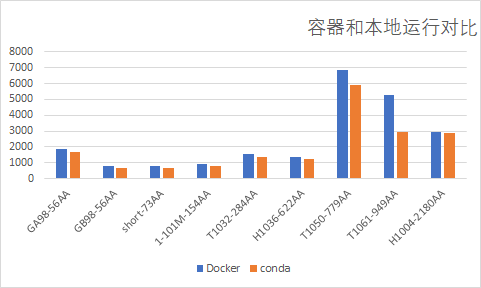 容器和本地运行对比
8000
7000
6000
5000
4000
3000
2000
1000
0
GA98-56AA
GB98-56AA
short-73AA
1-101M-154AA
T1032-284AA
H1036-622AA
T1050-779AA
T1061-949AA
H1004-2180AA
Docker conda